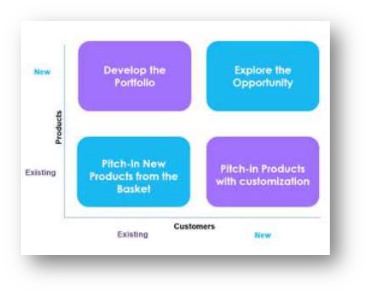 New
Develop the
Portfolio
Explore the
Opportunity
Products
Existing
Pitch-in New
Products from the
Basket
Pitch-in Products
with customization
Customers
Existing
New